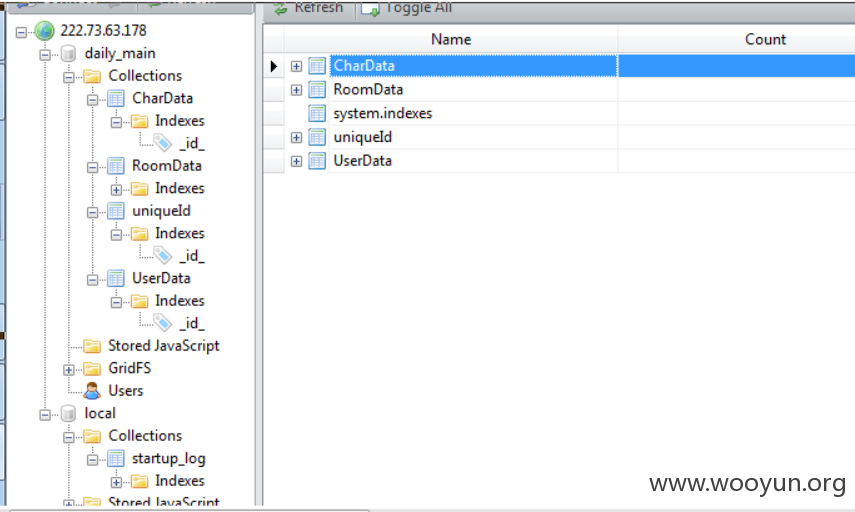 Refresh
Toggle All
222.73.63.178
daily_main
Collections
CharData
Indexes
_id_
RoomData
Indexes
uniqueId
Indexes
_id_
UserData
Indexes
_id_
Stored JavaScript
GridFS
Users
local
Collections
startup_log
Indexes
Stored JavaScript
Name
Count
CharData
RoomData
system.indexes
uniqueId
UserData
www.wooyun.org